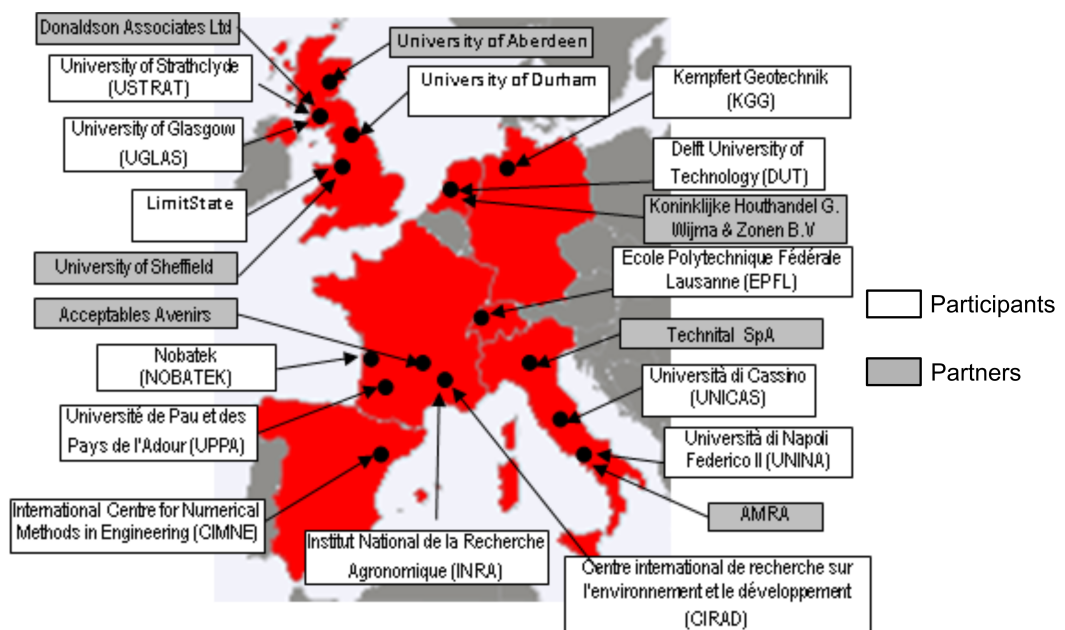 Donaldson Associates Ltd
University of Aberdeen
University of Strathclyde
(USTRAT)
University of Durham
Kempfert Geotechnik
(KGG)
University of Glasgow
(UGLAS)
Delft University of
Technology (DUT)
LimitState
Koninklijke Houthandel G.
Wijma & Zonen B.V
University of Sheffield
Ecole Polytechnique Fédérale
Lausanne (EPFL)
Acceptables Avenirs
Technital SpA
Participants
Partners
Nobatek
(NOBATEK)
Università di Cassino
(UNICAS)
Université de Pau et des
Pays de l'Adour (UPPA)
Università di Napoli
Federico II (UNINA)
International Centre for Numerical
Methods in Engineering (CIMNE)
AMRA
Institut National de la Recherche
Agronomique (INRA)
Centre international de recherche sur
l'environnement et le développement
(CIRAD)